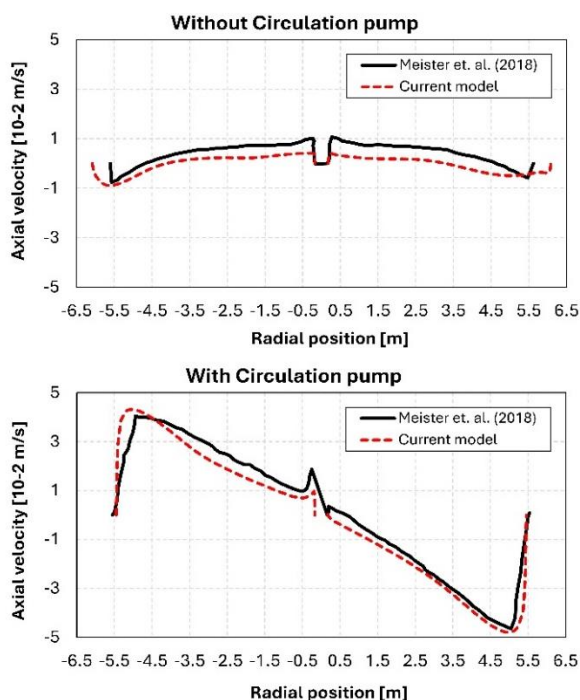 Without Circulation pump
Axial velocity [10-2 m/s]
5
3
1
-1
-3
-5
Meister et. al. (2018)
Current model
-6.5 -5.5 -4.5 -3.5 -2.5 -1.5 -0.5 0.5 1.5 2.5 3.5 4.5 5.5 6.5
Radial position [m]
With Circulation pump
Axial velocity [10-2 m/s]
5
3
1
-1
-3
-5
Meister et. al. (2018)
Current model
-6.5 -5.5 -4.5 -3.5 -2.5 -1.5 -0.5 0.5 1.5 2.5 3.5 4.5 5.5 6.5
Radial position [m]